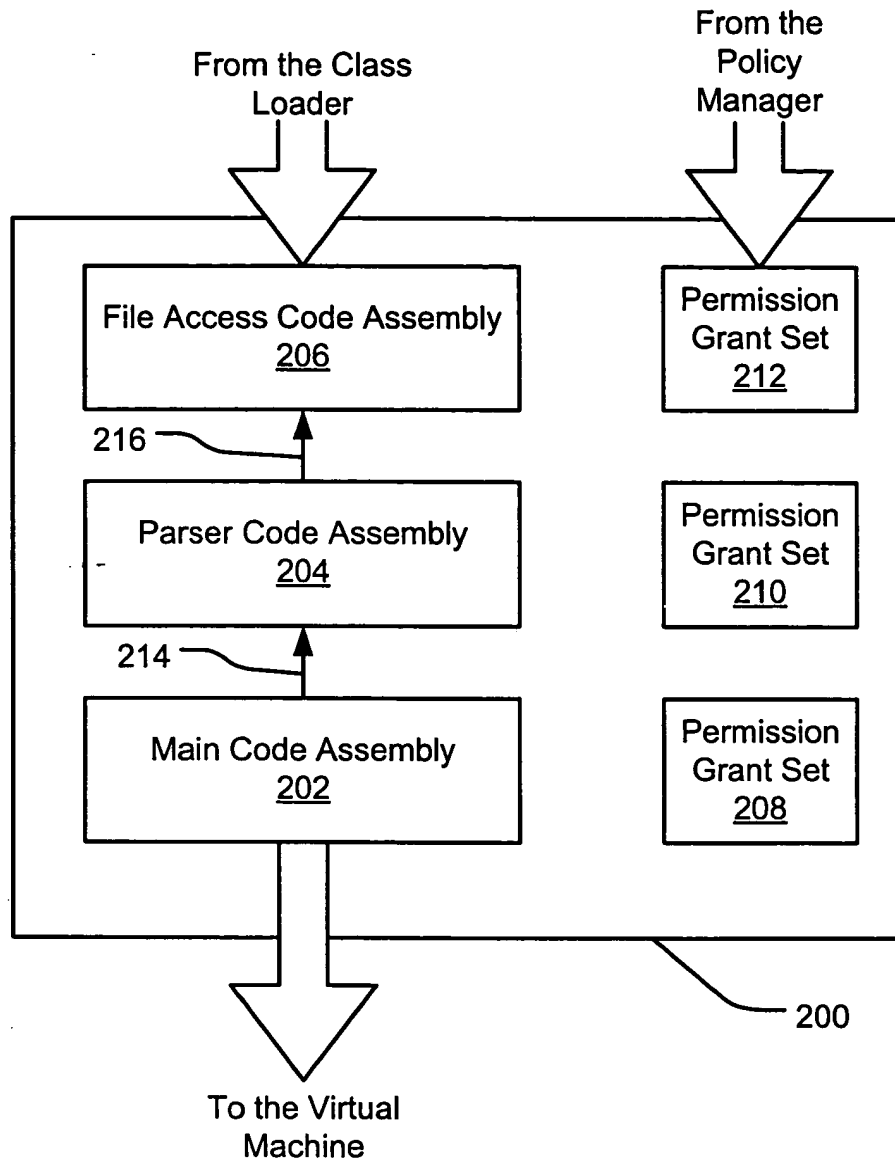 From the Class
Loader
From the
Policy
Manager
File Access Code Assembly
206
Permission
Grant Set
212
216
Parser Code Assembly
204
Permission
Grant Set
210
214
Main Code Assembly
202
Permission
Grant Set
208
200
To the Virtual
Machine